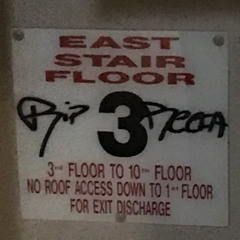 EAST
STAIR
FLOOR
Rip 3
3RD FLOOR TO 10TH FLOOR
NO ROOF ACCESS DOWN TO 1ST FLOOR
FOR EXIT DISCHARGE